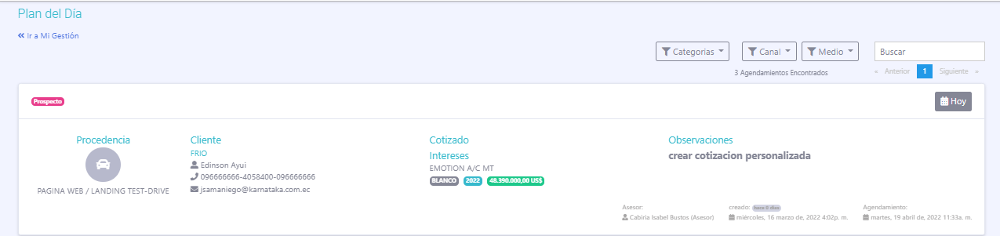 Plan del Día
« Ir a Mi Gestión
Categorias Canal Medio Buscar
3 Agendamientos Encontrados « Anterior 1 Siguiente »
Prospecto Hoy
Procedencia
PAGINA WEB / LANDING TEST-DRIVE
Cliente
FRIO
Edinson Ayui
096666666-4058400-096666666
jsamaniego@karnataka.com.ec
Cotizado
Intereses
EMOTION A/C MT
BLANCO 2022 48.390.000,00 US$
Observaciones
crear cotizacion personalizada
Asesor:
Cabiria Isabel Bustos (Asesor)
creado: hace 0 días
miércoles, 16 marzo de, 2022 4:02p. m.
Agendamiento:
martes, 19 abril de, 2022 11:33a. m.